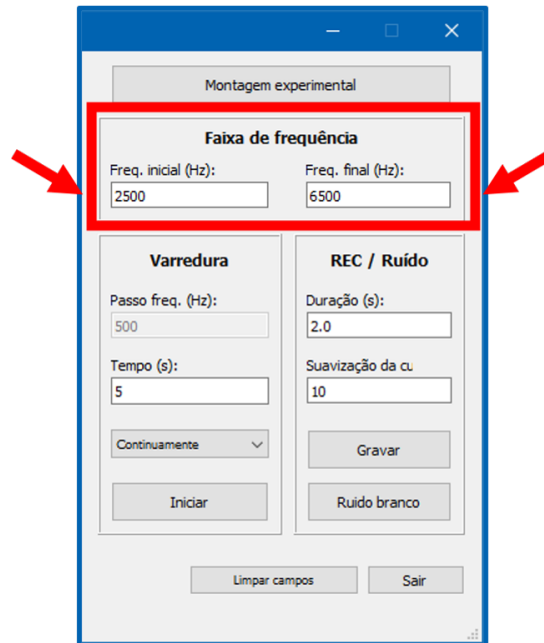 Montagem experimental
Faixa de frequência
Freq. inicial (Hz): Freq. final (Hz):
2500 6500
Varredura
Passo freq. (Hz):
500
Tempo (s):
5
Continuamente
Iniciar
REC / Ruído
Duração (s):
2.0
Suavização da cu
10
Gravar
Ruido branco
Limpar campos Sair